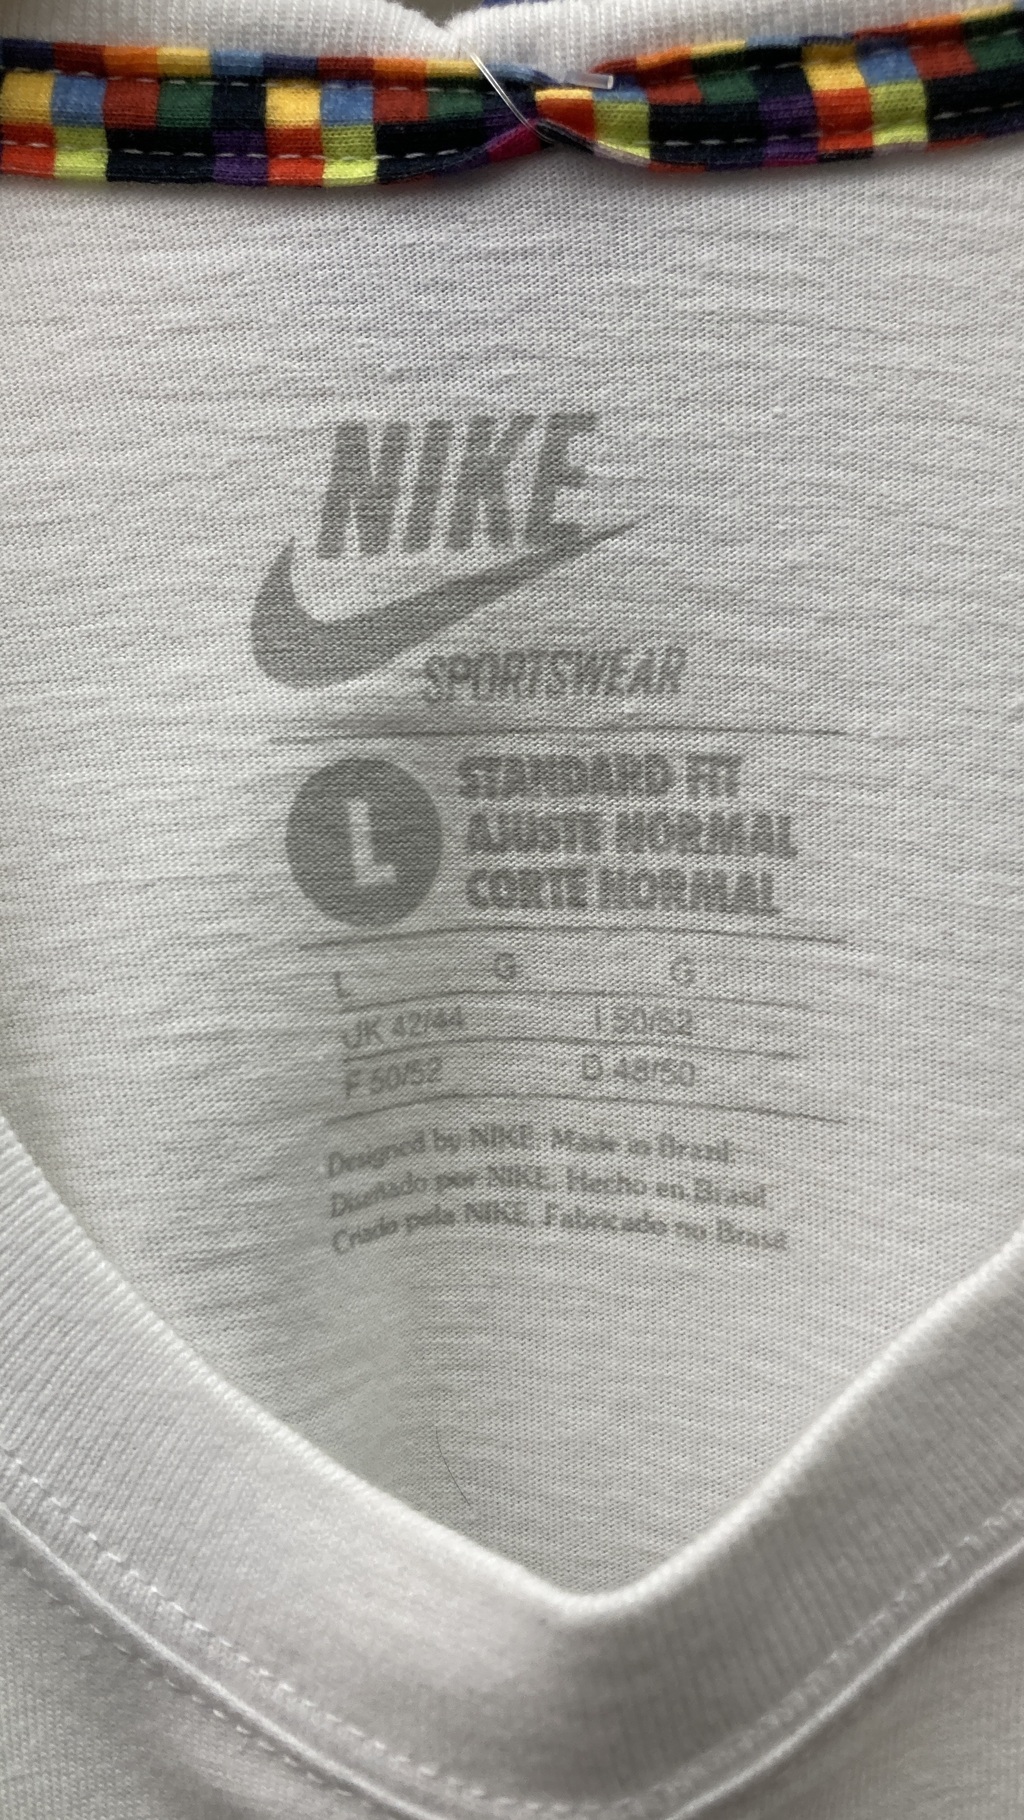 NIKE
SPORTSWEAR
L
STANDARD FIT
AJUSTE NORMAL
CORTE NORMAL
L G G
UK 42/44 I 50/52
F 50/52 D 48/50
Designed by NIKE. Made in Brazil.
Diseñado por NIKE. Hecho en Brasil
Criado pela NIKE. Fabricado no Brasil.